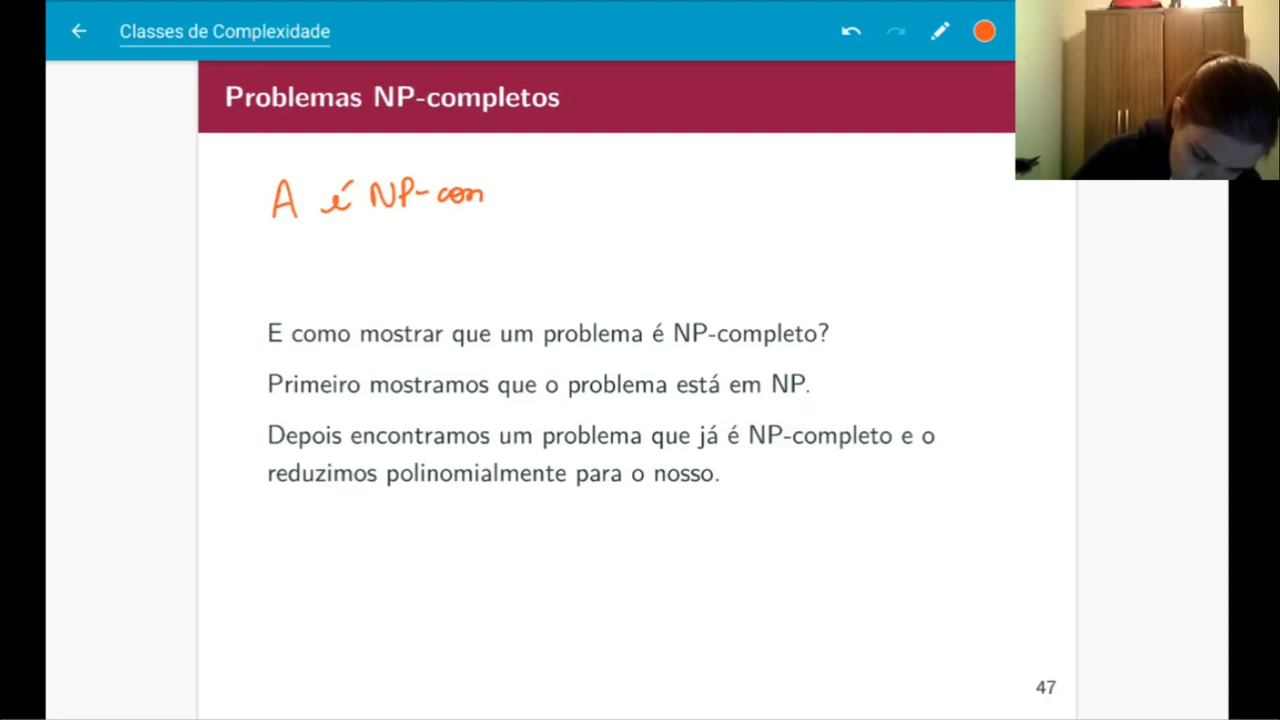 Classes de Complexidade
Problemas NP-completos
A é NP-com
E como mostrar que um problema é NP-completo?
Primeiro mostramos que o problema está em NP.
Depois encontramos um problema que já é NP-completo e o
reduzimos polinomialmente para o nosso.
47